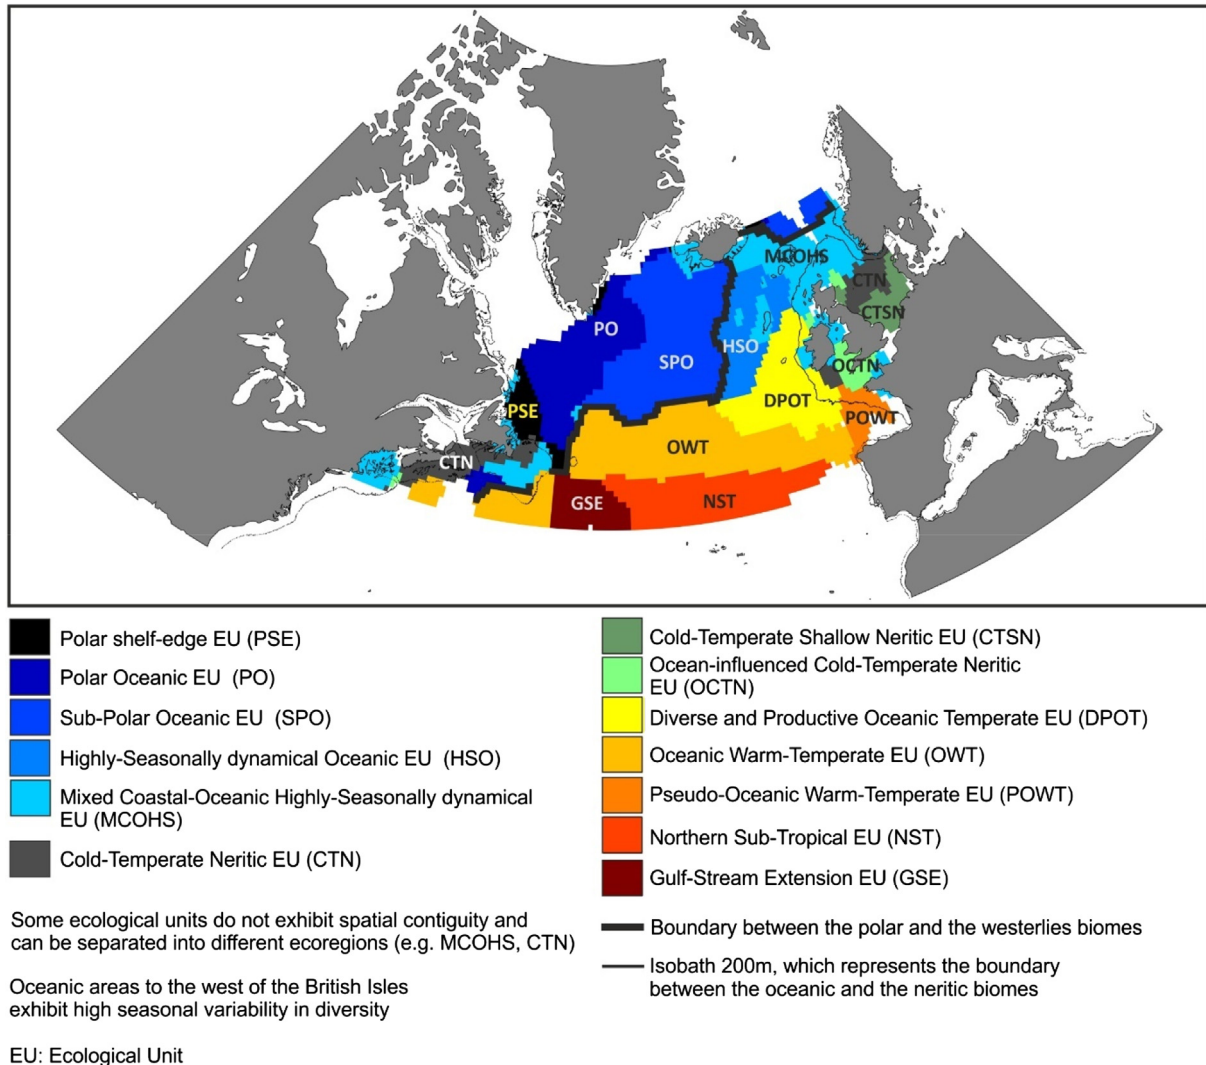 MCOHS
CTN
CTSN
PO
HSO
SPO
OCTN
DPOT
PSE
POWT
OWT
CTN
GSE
NST
Polar shelf-edge EU (PSE)
Polar Oceanic EU (PO)
Sub-Polar Oceanic EU (SPO)
Highly-Seasonally dynamical Oceanic EU (HSO)
Mixed Coastal-Oceanic Highly-Seasonally dynamical
EU (MCOHS)
Cold-Temperate Neritic EU (CTN)
Some ecological units do not exhibit spatial contiguity and
can be separated into different ecoregions (e.g. MCOHS, CTN)
Oceanic areas to the west of the British Isles
exhibit high seasonal variability in diversity
EU: Ecological Unit
Cold-Temperate Shallow Neritic EU (CTSN)
Ocean-influenced Cold-Temperate Neritic
EU (OCTN)
Diverse and Productive Oceanic Temperate EU (DPOT)
Oceanic Warm-Temperate EU (OWT)
Pseudo-Oceanic Warm-Temperate EU (POWT)
Northern Sub-Tropical EU (NST)
Gulf-Stream Extension EU (GSE)
Boundary between the polar and the westerlies biomes
Isobath 200m, which represents the boundary
between the oceanic and the neritic biomes